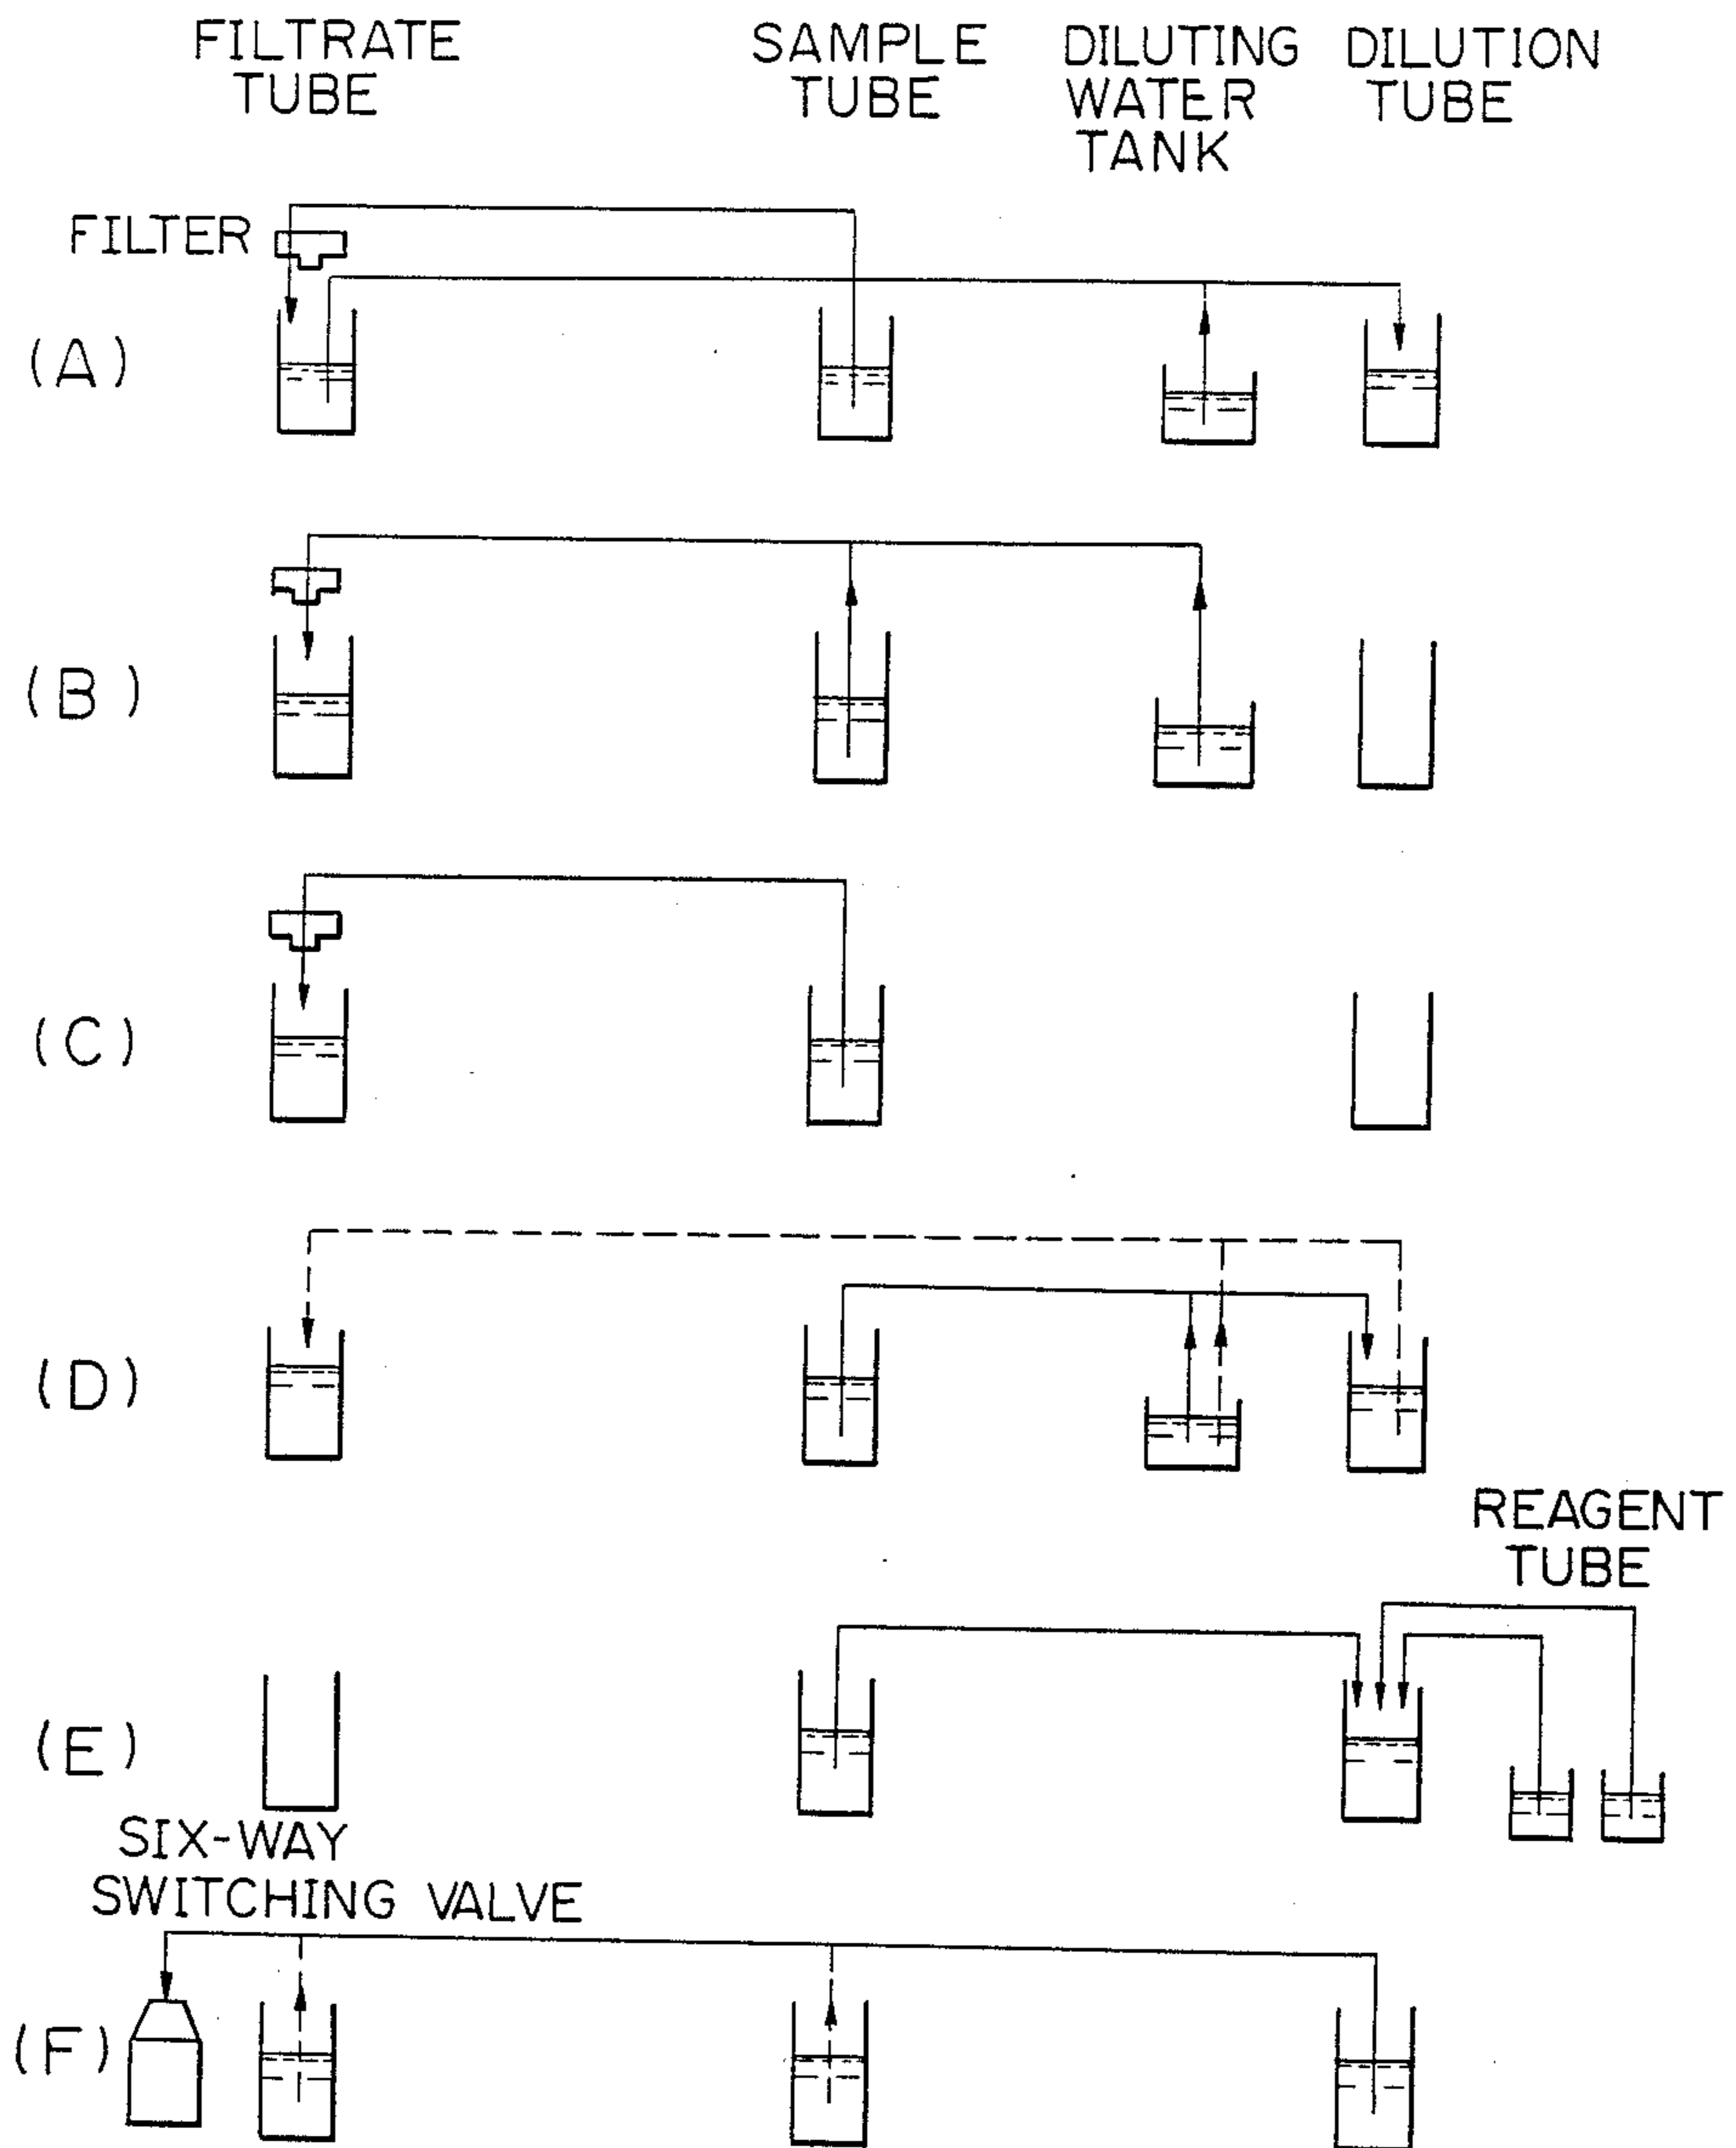 FILTRATE
TUBE
SAMPLE
TUBE
DILUTING
WATER
TANK
DILUTION
TUBE
FILTER
(A)
(B)
(C)
(D)
REAGENT
TUBE
(E)
SIX-WAY
SWITCHING VALVE
(F)